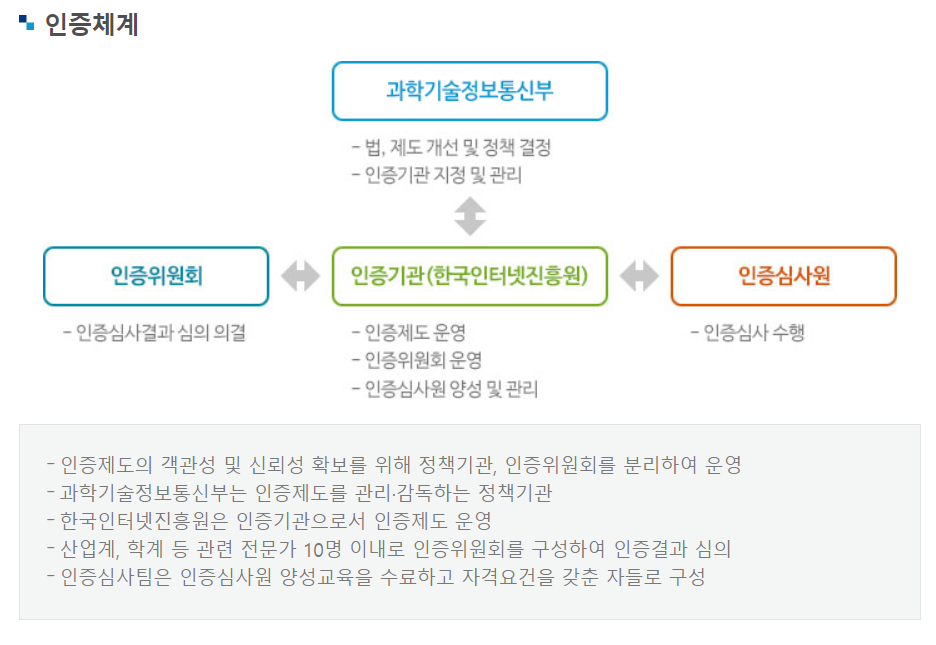 인증체계
과학기술정보통신부
- 법, 제도 개선 및 정책 결정
- 인증기관 지정 및 관리
인증위원회
인증기관(한국인터넷진흥원)
인증심사원
- 인증심사결과 심의 의결
- 인증제도 운영
- 인증심사 수행
- 인증위원회 운영
- 인증심사원 양성 및 관리
- 인증제도의 객관성 및 신뢰성 확보를 위해 정책기관, 인증위원회를 분리하여 운영
- 과학기술정보통신부는 인증제도를 관리·감독하는 정책기관
- 한국인터넷진흥원은 인증기관으로서 인증제도 운영
- 산업계, 학계 등 관련 전문가 10명 이내로 인증위원회를 구성하여 인증결과 심의
- 인증심사팀은 인증심사원 양성교육을 수료하고 자격요건을 갖춘 자들로 구성